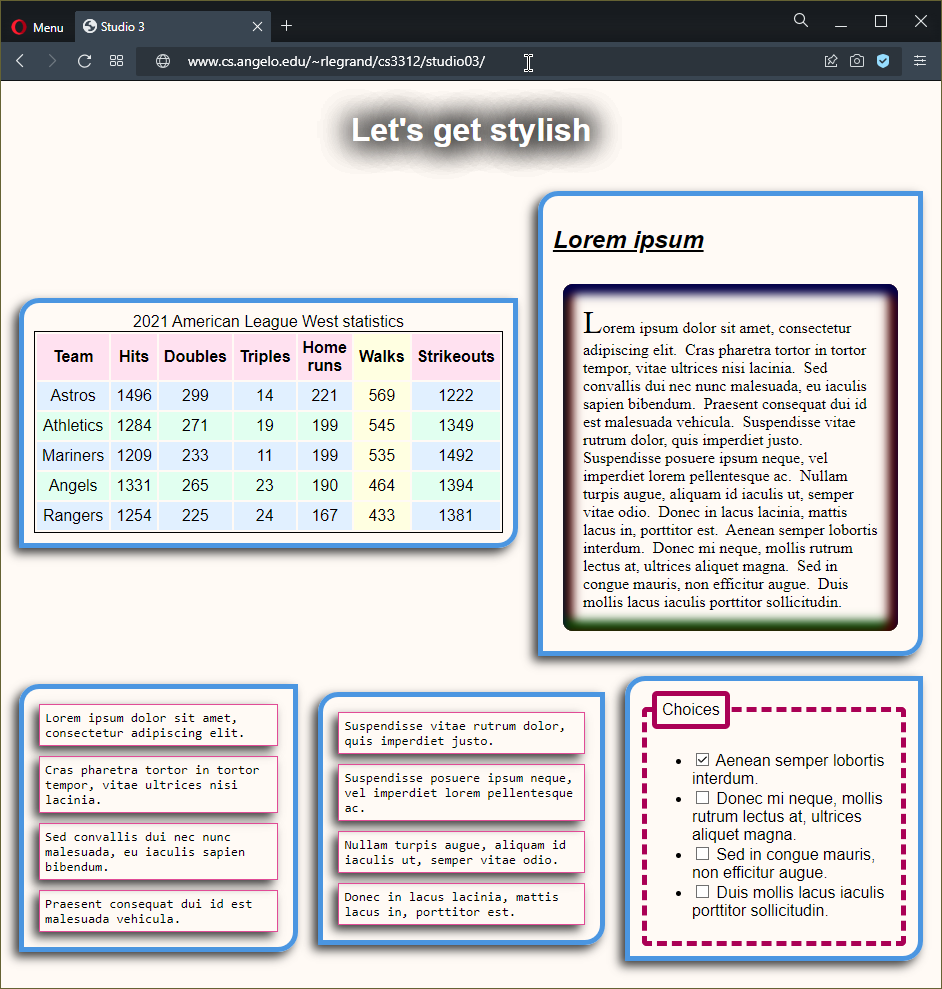 Menu
Studio 3
www.cs.angelo.edu/~rlegrand/cs3312/studio03/
Let's get stylish
2021 American League West statistics
Team Hits Doubles Triples Home runs Walks Strikeouts
Astros 1496 299 14 221 569 1222
Athletics 1284 271 19 199 545 1349
Mariners 1209 233 11 199 535 1492
Angels 1331 265 23 190 464 1394
Rangers 1254 225 24 167 433 1381
Lorem ipsum
Lorem ipsum dolor sit amet, consectetur
adipiscing elit.  Cras pharetra tortor in tortor
tempor, vitae ultrices nisi lacinia.  Sed
convallis dui nec nunc malesuada, eu iaculis
sapien bibendum.  Praesent consequat dui id
est malesuada vehicula.  Suspendisse vitae
rutrum dolor, quis imperdiet justo.
Suspendisse posuere ipsum neque, vel
imperdiet lorem pellentesque ac.  Nullam
turpis augue, aliquam id iaculis ut, semper
vitae odio.  Donec in lacus lacinia, mattis
lacus in, porttitor est.  Aenean semper lobortis
interdum.  Donec mi neque, mollis rutrum
lectus at, ultrices aliquet magna.  Sed in
congue mauris, non efficitur augue.  Duis
mollis lacus iaculis porttitor sollicitudin.
Lorem ipsum dolor sit amet,
consectetur adipiscing elit.
Cras pharetra tortor in tortor
tempor, vitae ultrices nisi
lacinia.
Sed convallis dui nec nunc
malesuada, eu iaculis sapien
bibendum.
Praesent consequat dui id est
malesuada vehicula.
Suspendisse vitae rutrum dolor,
quis imperdiet justo.
Suspendisse posuere ipsum neque,
vel imperdiet lorem pellentesque
ac.
Nullam turpis augue, aliquam id
iaculis ut, semper vitae odio.
Donec in lacus lacinia, mattis
lacus in, porttitor est.
Choices
Aenean semper lobortis
interdum.
Donec mi neque, mollis
rutrum lectus at, ultrices
aliquet magna.
Sed in congue mauris,
non efficitur augue.
Duis mollis lacus iaculis
porttitor sollicitudin.